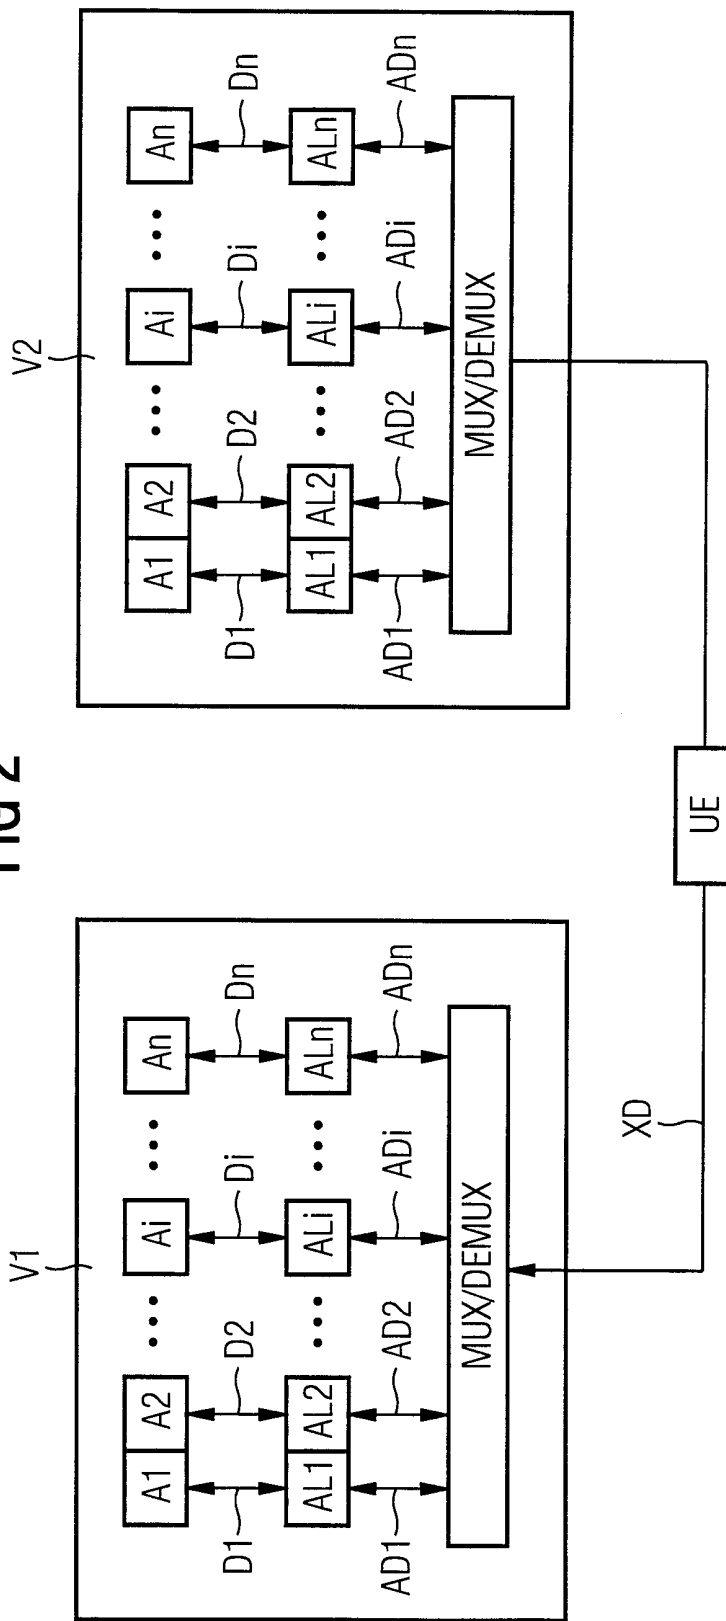 FIG 2
V1
A1 A2 ••• Ai ••• An
D1 D2 Di Dn
AL1 AL2 ••• ALi ••• ALn
AD1 AD2 ADi ADn
MUX/DEMUX
XD
UE
V2
A1 A2 ••• Ai ••• An
D1 D2 Di Dn
AL1 AL2 ••• ALi ••• ALn
AD1 AD2 ADi ADn
MUX/DEMUX